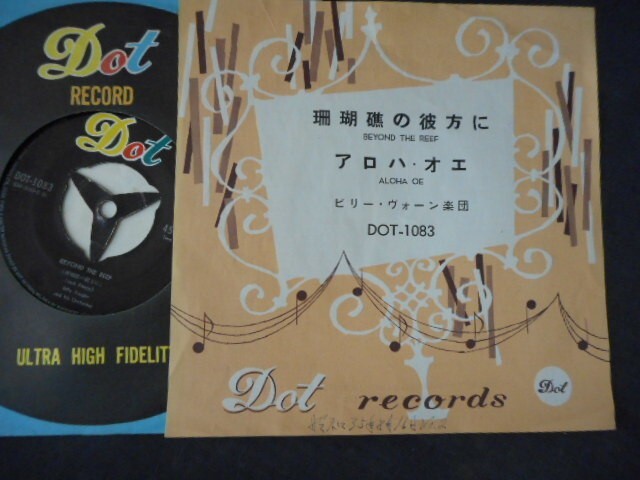 Dot
RECORD
Dot
DOT-1083
45
BEYOND THE REEF
ULTRA HIGH FIDELIT
珊瑚礁の彼方に
BEYOND THE REEF
アロハ・オエ
ALOHA OE
ビリー・ヴォーン楽団
DOT-1083
Dot records
Dot